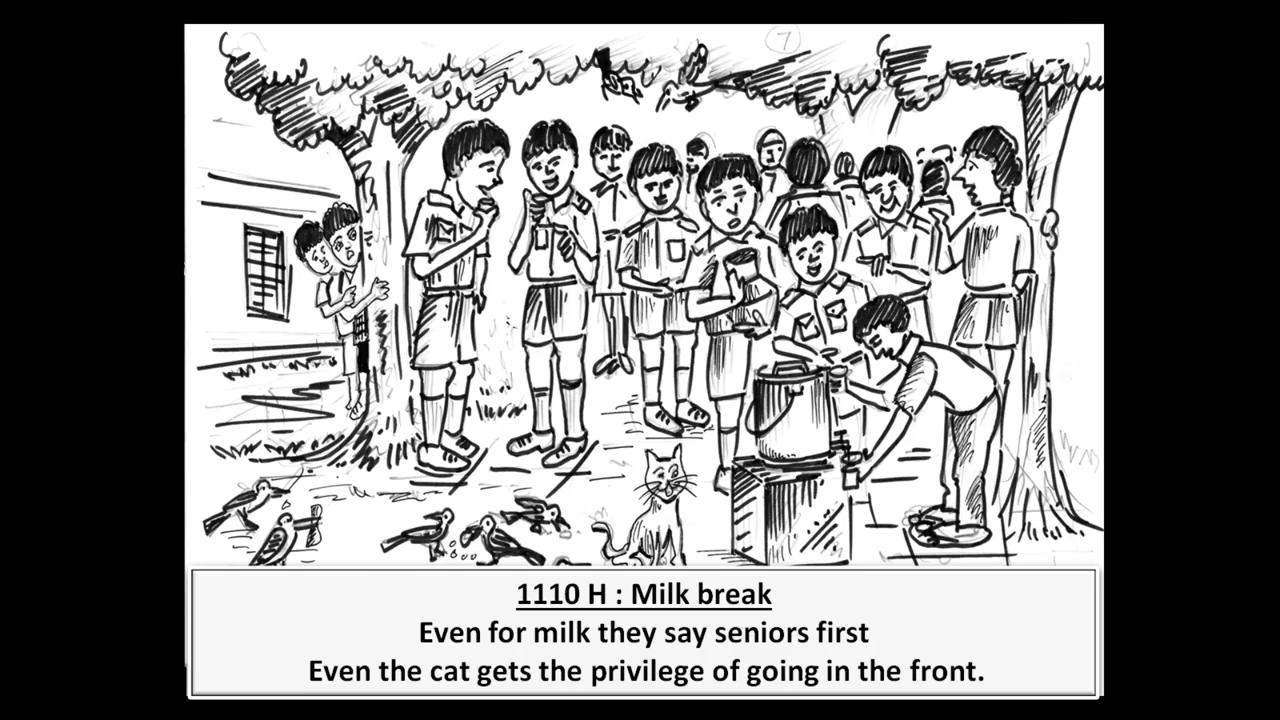 7
1110 H : Milk break
Even for milk they say seniors first
Even the cat gets the privilege of going in the front.